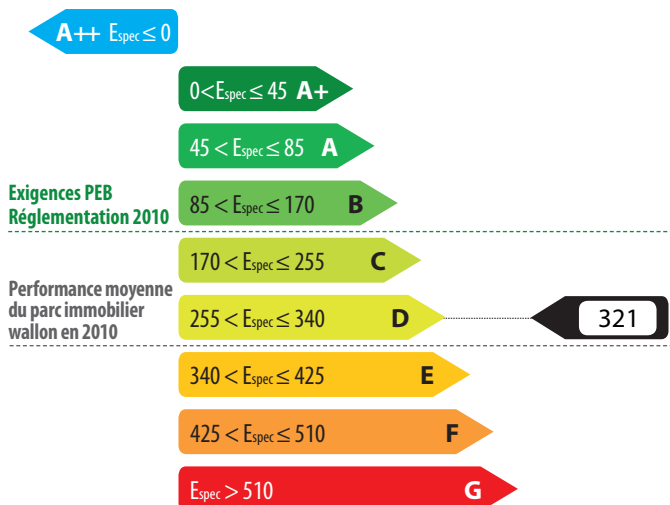 A++ Espec ≤ 0
0<Espec ≤ 45 A+
45 < Espec ≤ 85 A
Exigences PEB
Réglementation 2010
85 < Espec ≤ 170 B
170 < Espec ≤ 255 C
Performance moyenne
du parc immobilier
wallon en 2010
255 < Espec ≤ 340 D
321
340 < Espec ≤ 425 E
425 < Espec ≤ 510 F
Espec > 510 G